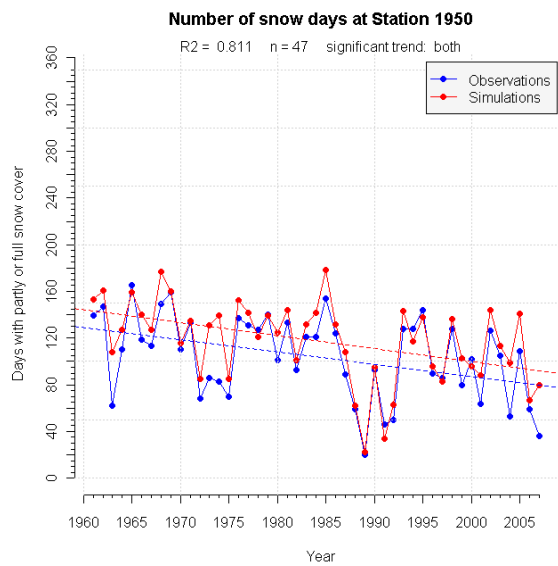 Number of snow days at Station 1950
R2 = 0.811 n = 47 significant trend: both
Observations
Simulations
Days with partly or full snow cover
360
320
280
240
200
160
120
80
40
0
1960 1965 1970 1975 1980 1985 1990 1995 2000 2005
Year